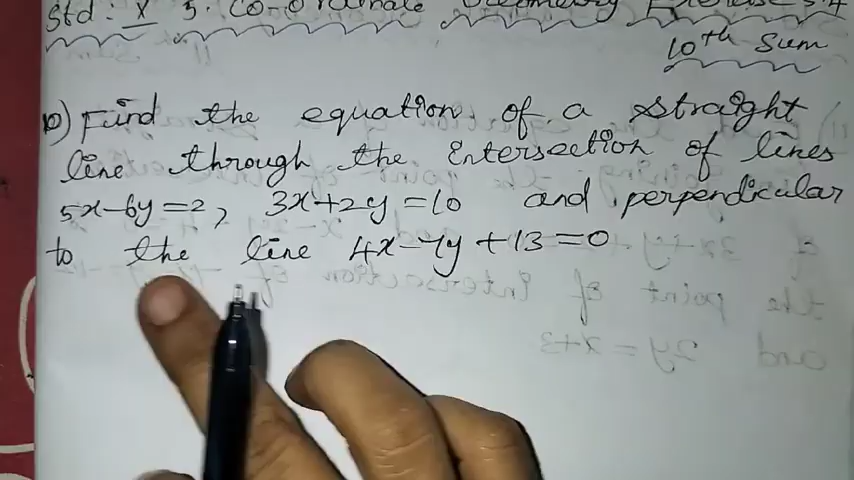 Std : X 5. Co-Ordinate Geometry Exercise 5.4
10th Sum
10) Find the equation of a straight
line through the intersection of lines
5x-6y=2, 3x+2y=10 and perpendicular
to the line 4x-7y+13=0.